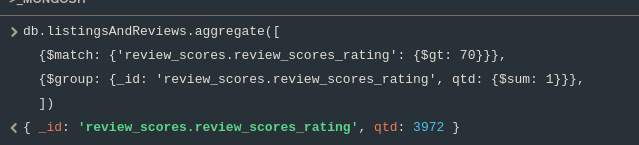 >_MONGOSH
> db.listingsAndReviews.aggregate([
{$match: {'review_scores.review_scores_rating': {$gt: 70}}},
{$group: {_id: 'review_scores.review_scores_rating', qtd: {$sum: 1}}},
])
< { _id: 'review_scores.review_scores_rating', qtd: 3972 }